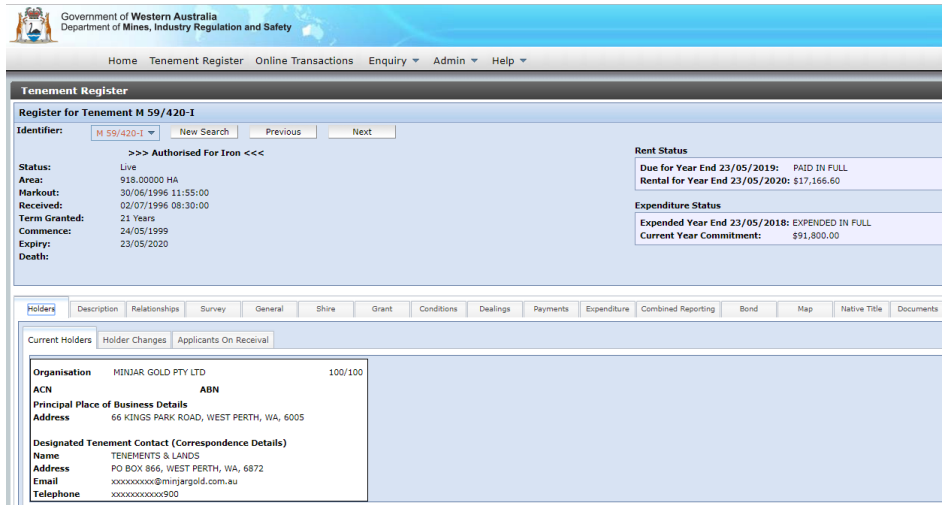 Government of Western Australia
Department of Mines, Industry Regulation and Safety
Home Tenement Register Online Transactions Enquiry Admin Help
Tenement Register
Register for Tenement M 59/420-I
Identifier: M 59/420-I New Search Previous Next
>>> Authorised For Iron <<<
Status: Live
Area: 918.00000 HA
Markout: 30/06/1996 11:55:00
Received: 02/07/1996 08:30:00
Term Granted: 21 Years
Commence: 24/05/1999
Expiry: 23/05/2020
Death:
Rent Status
Due for Year End 23/05/2019: PAID IN FULL
Rental for Year End 23/05/2020: $17,166.60
Expenditure Status
Expended Year End 23/05/2018: EXPENDED IN FULL
Current Year Commitment: $91,800.00
Holders Description Relationships Survey General Shire Grant Conditions Dealings Payments Expenditure Combined Reporting Bond Map Native Title Documents
Current Holders Holder Changes Applicants On Receival
Organisation MINJAR GOLD PTY LTD 100/100
ACN ABN
Principal Place of Business Details
Address 66 KINGS PARK ROAD, WEST PERTH, WA, 6005
Designated Tenement Contact (Correspondence Details)
Name TENEMENTS & LANDS
Address PO BOX 866, WEST PERTH, WA, 6872
Email xxxxxxxxx@minjargold.com.au
Telephone xxxxxxxxxxx900